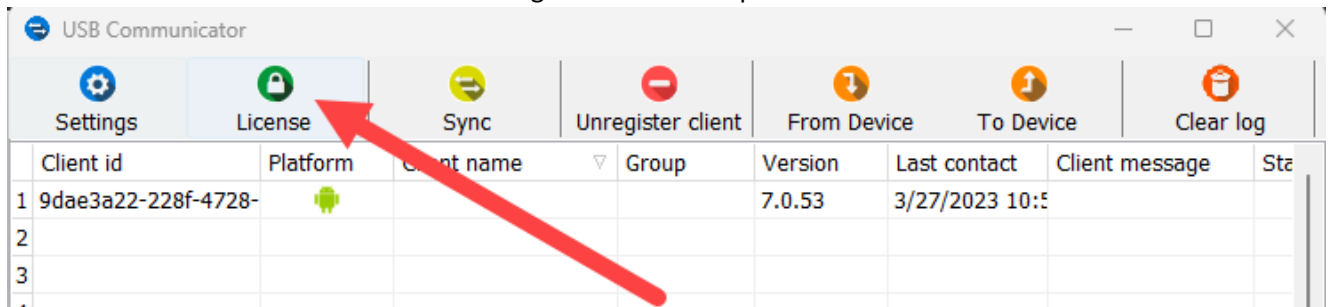 USB Communicator
Settings License Sync Unregister client From Device To Device Clear log
Client id Platform Client name Group Version Last contact Client message Sta
1 9dae3a22-228f-4728- 7.0.53 3/27/2023 10:5
2
3